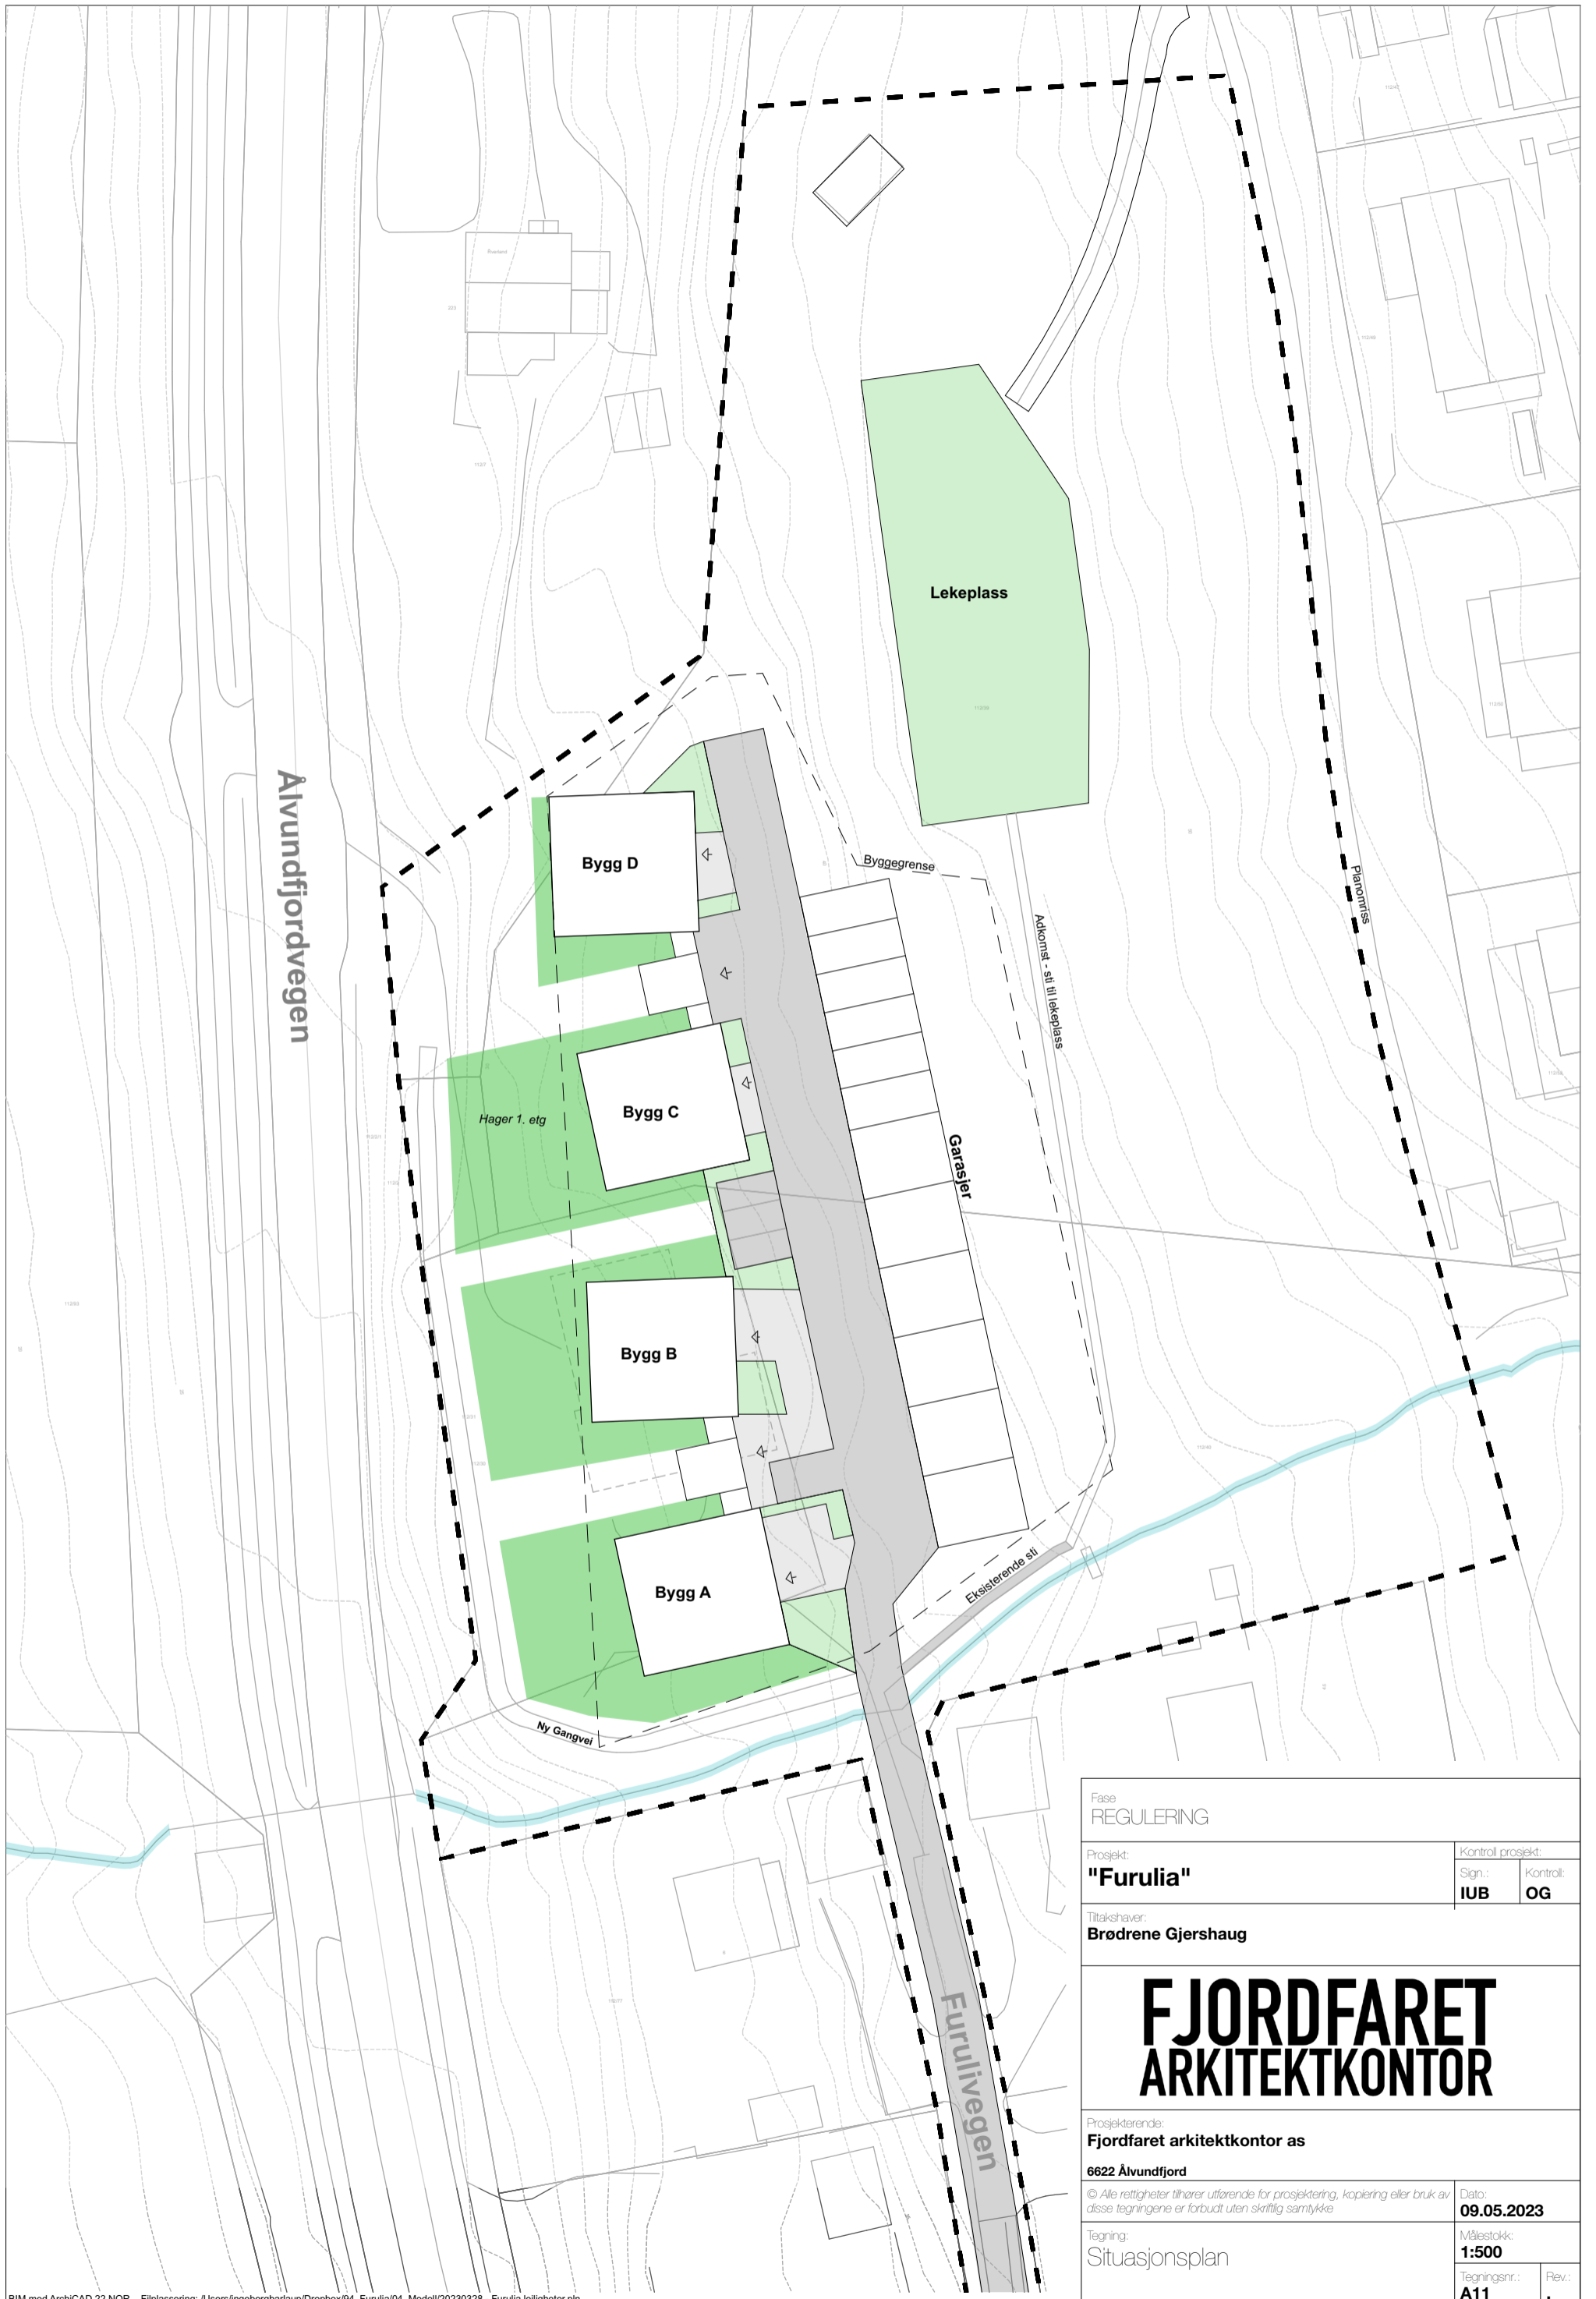 Lekeplass
Ålvundfjordvegen
Bygg D
Byggegrense
Planomriss
Adkomst - sti til lekeplass
Hager 1. etg
Bygg C
Garasjer
Bygg B
Bygg A
Eksisterende sti
Ny Gangvei
Furulivegen
Fase
REGULERING
Prosjekt:
"Furulia"
Kontroll prosjekt:
Sign.:
IUB
Kontroll:
OG
Tiltakshaver:
Brødrene Gjershaug
FJORDFARET
ARKITEKTKONTOR
Prosjekterende:
Fjordfaret arkitektkontor as
6622 Ålvundfjord
© Alle rettigheter tilhører utførende for prosjektering, kopiering eller bruk av
disse tegningene er forbudt uten skriftlig samtykke
Dato:
09.05.2023
Tegning:
Situasjonsplan
Målestokk:
1:500
Tegningsnr.:
A11
Rev.:
.